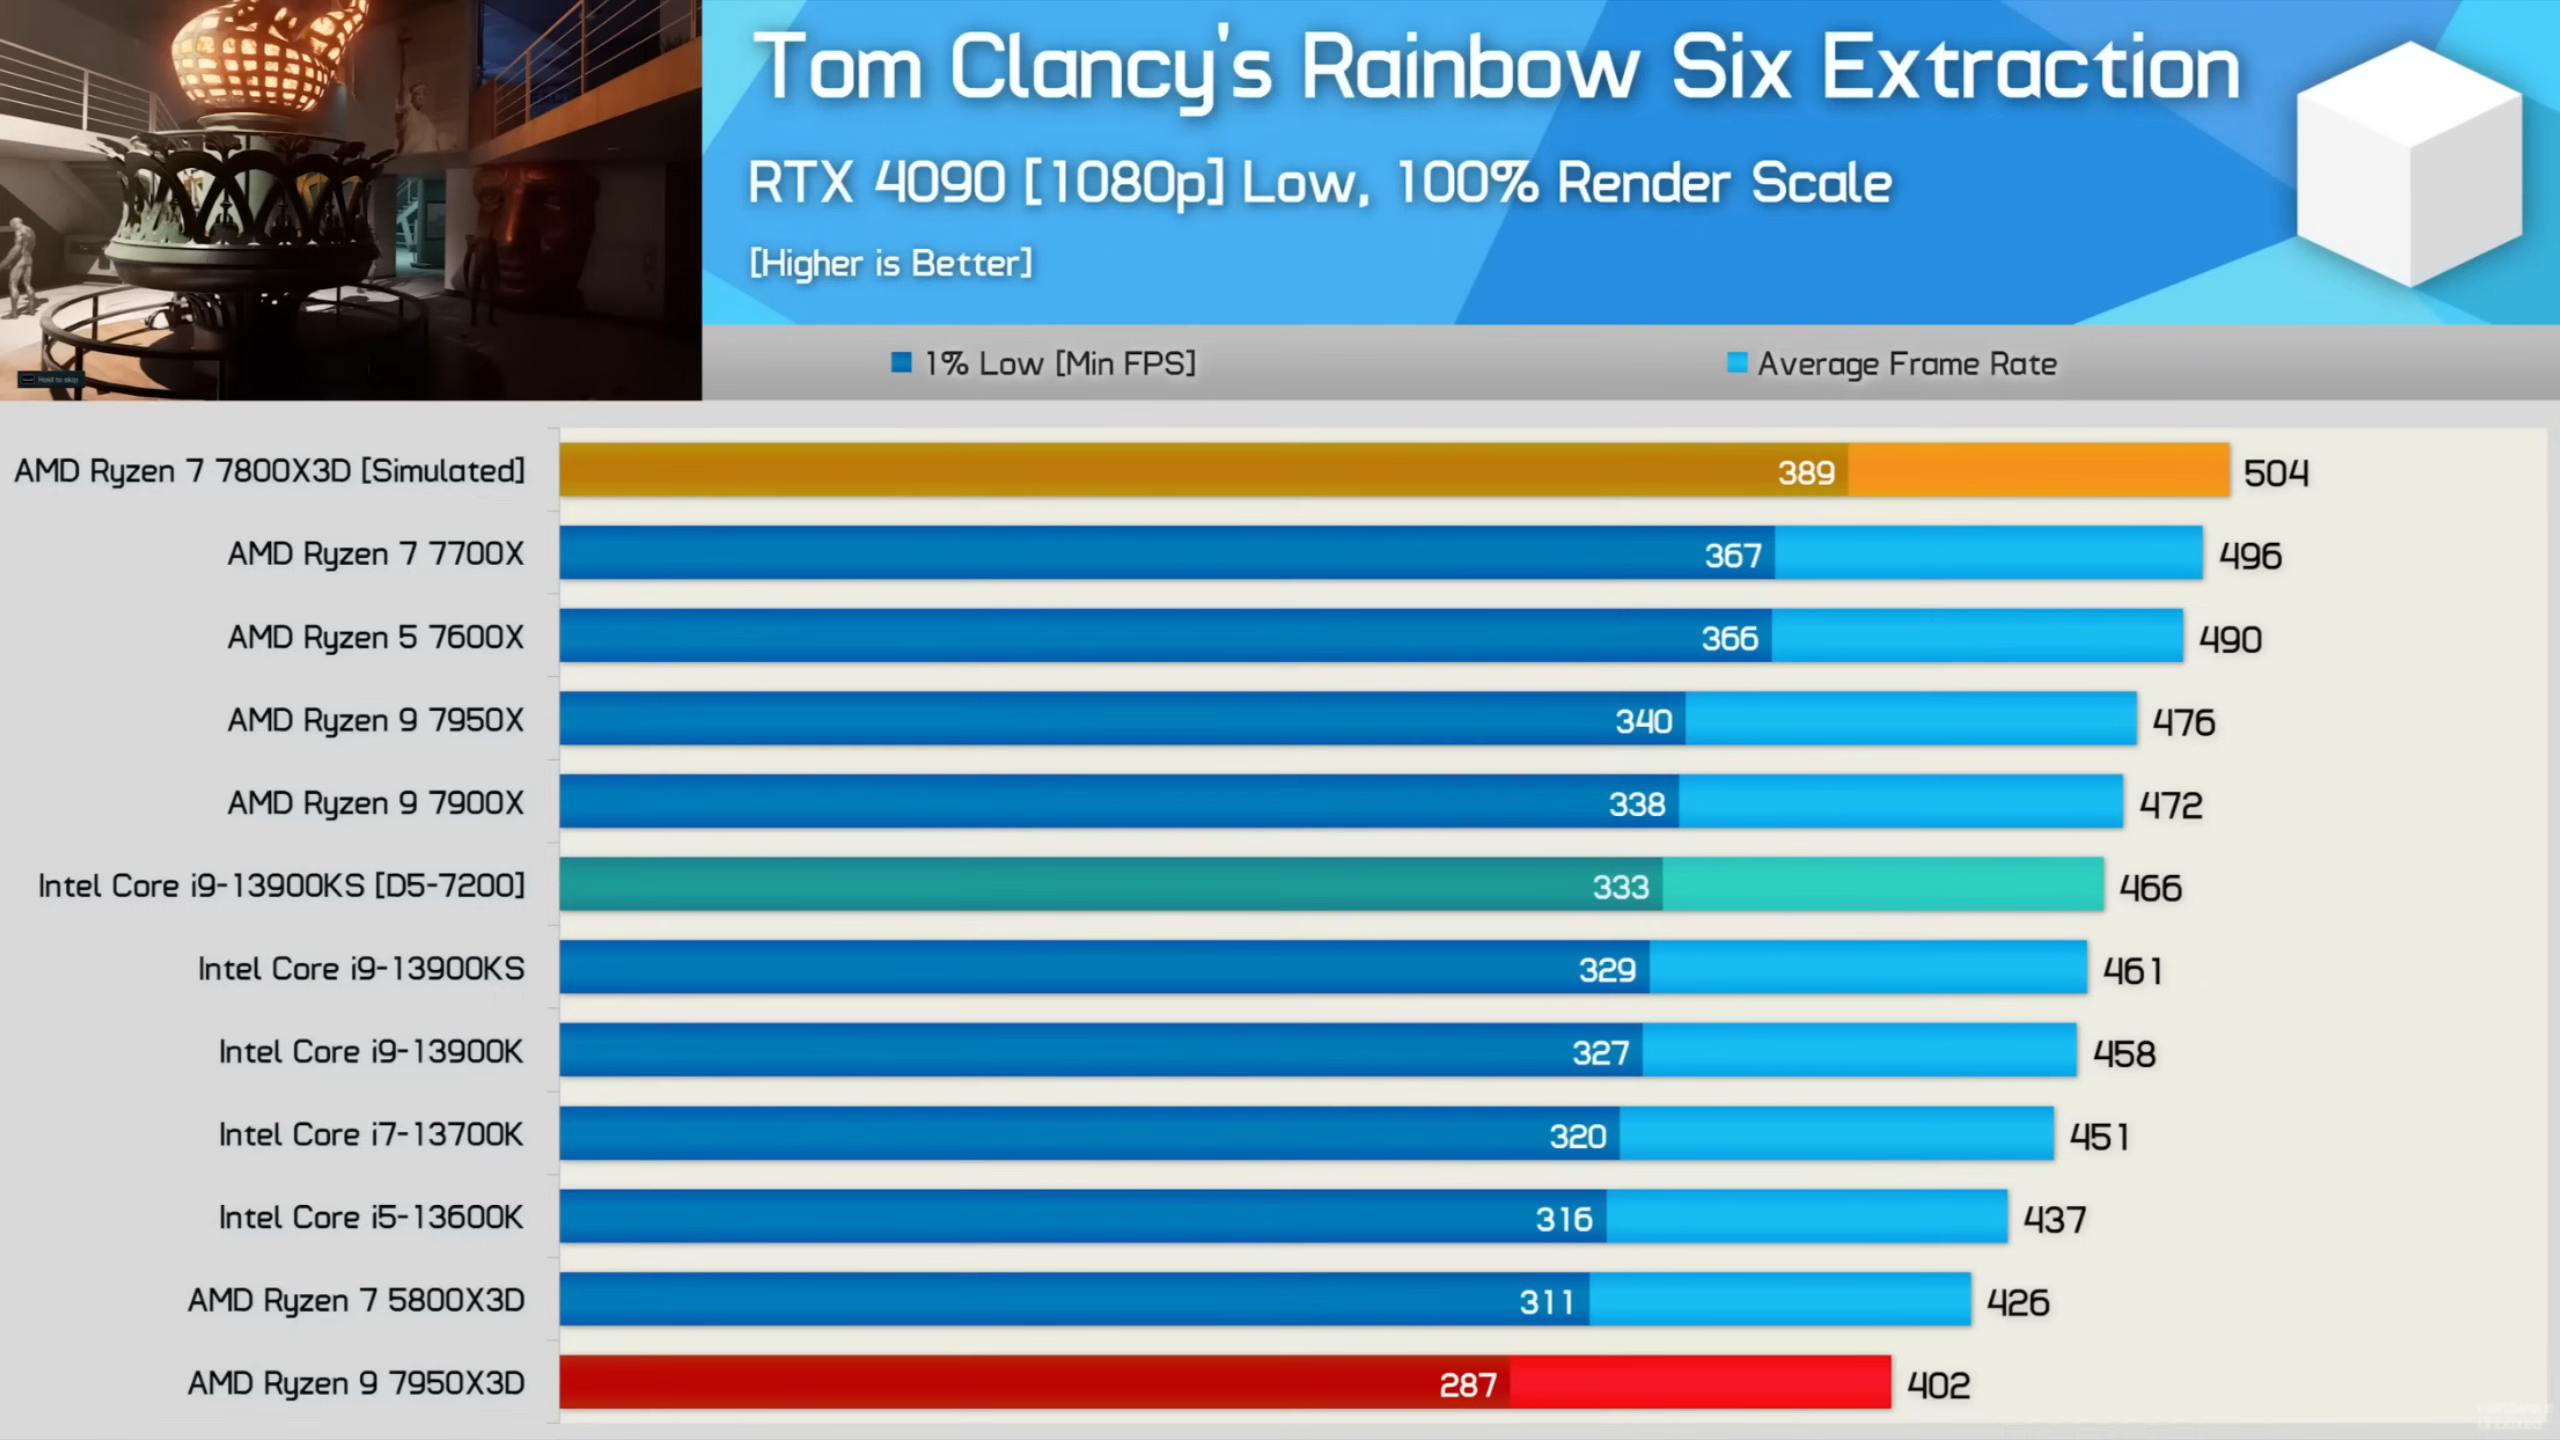 Tom Clancy's Rainbow Six Extraction
RTX 4090 [1080p] Low, 100% Render Scale
[Higher is Better]
Hold to skip
1% Low [Min FPS] Average Frame Rate
AMD Ryzen 7 7800X3D [Simulated] 389 504
AMD Ryzen 7 7700X 367 496
AMD Ryzen 5 7600X 366 490
AMD Ryzen 9 7950X 340 476
AMD Ryzen 9 7900X 338 472
Intel Core i9-13900KS [D5-7200] 333 466
Intel Core i9-13900KS 329 461
Intel Core i9-13900K 327 458
Intel Core i7-13700K 320 451
Intel Core i5-13600K 316 437
AMD Ryzen 7 5800X3D 311 426
AMD Ryzen 9 7950X3D 287 402